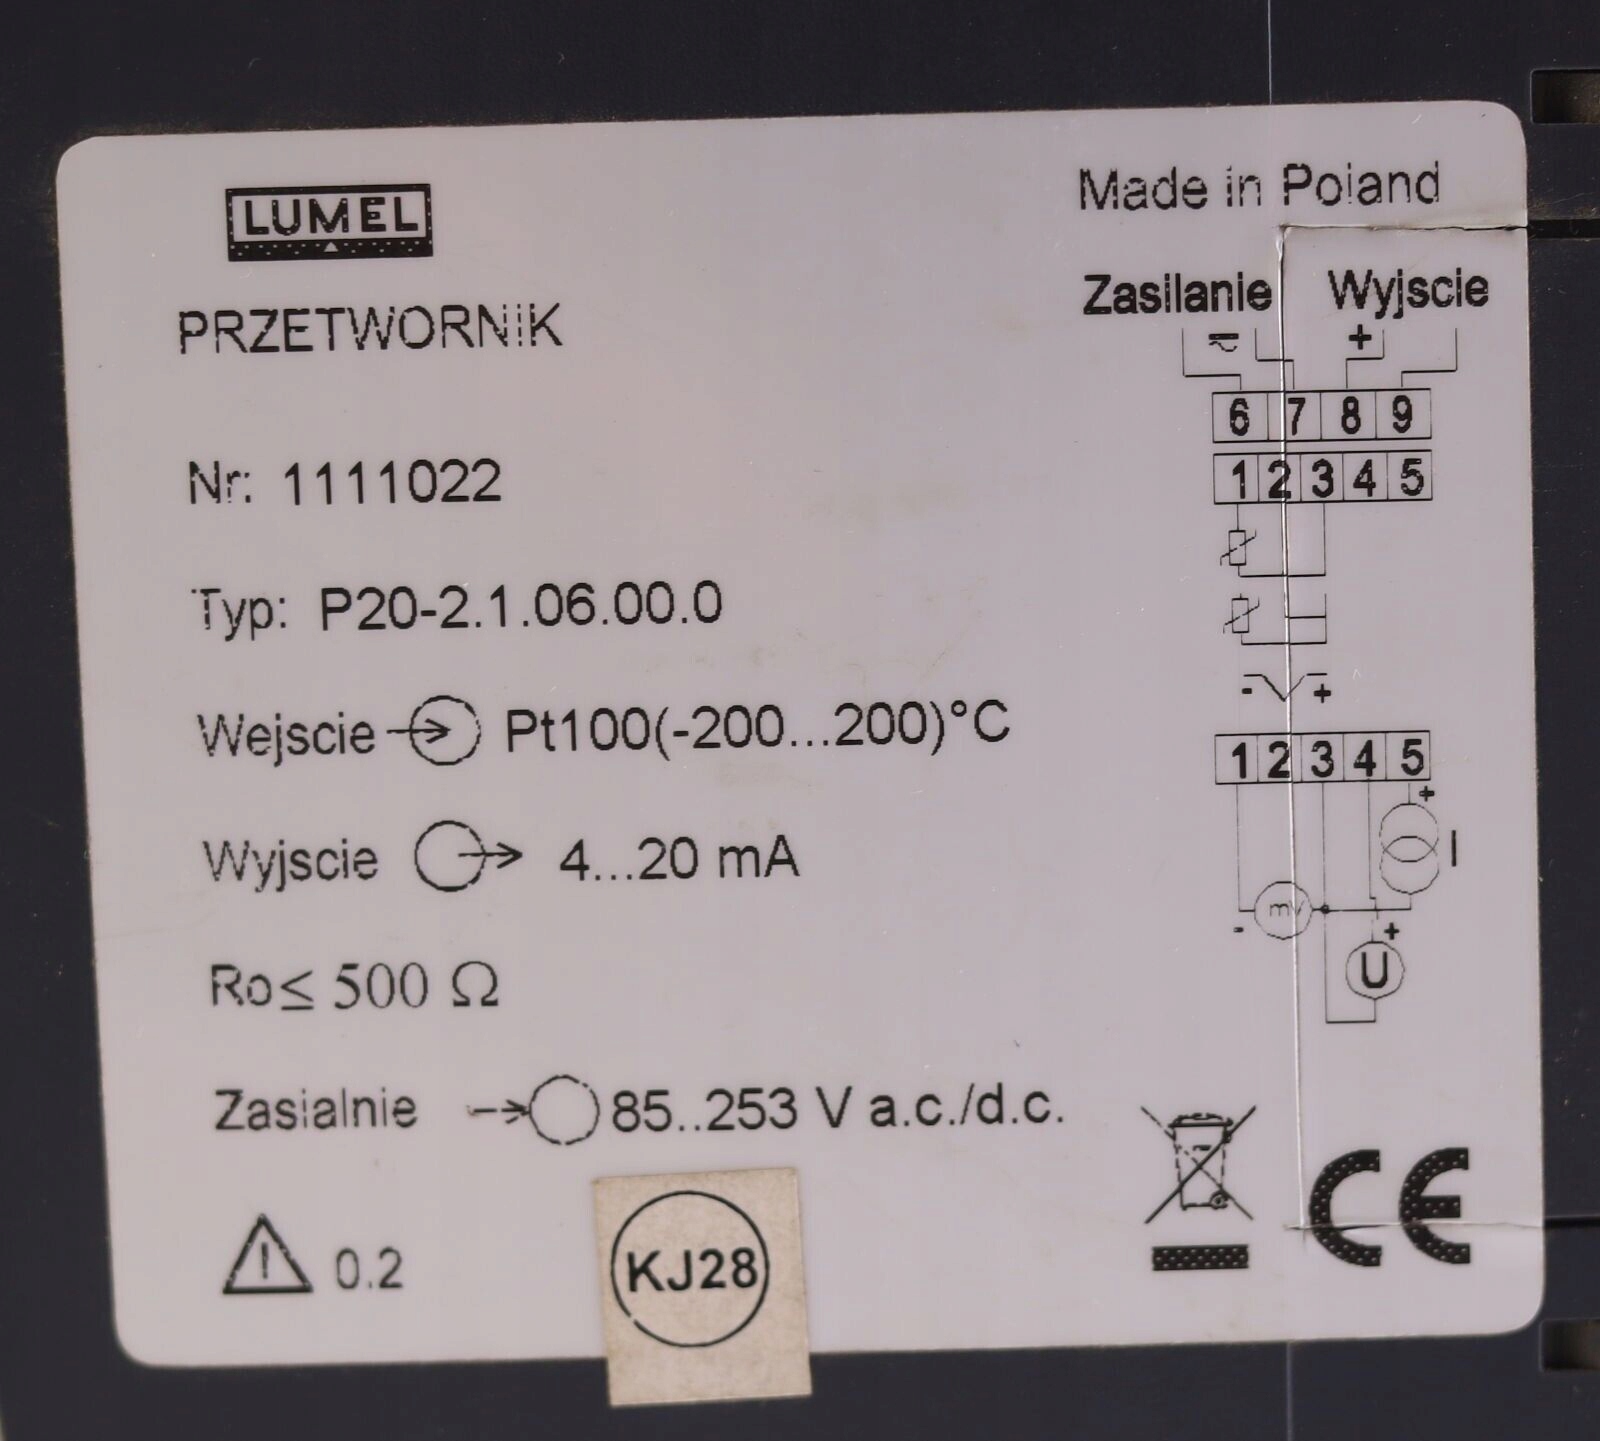 LUMEL
Made in Poland
PRZETWORNIK
Zasilanie Wyjscie
+
6 7 8 9
Nr: 1111022
1 2 3 4 5
Typ: P20-2.1.06.00.0
- +
Wejscie Pt100(-200...200)°C
1 2 3 4 5
+
Wyjscie 4...20 mA
I
mV
- +
U
Ro≤ 500 Ω
Zasialnie 85..253 V a.c./d.c.
! 0.2
KJ28
CE